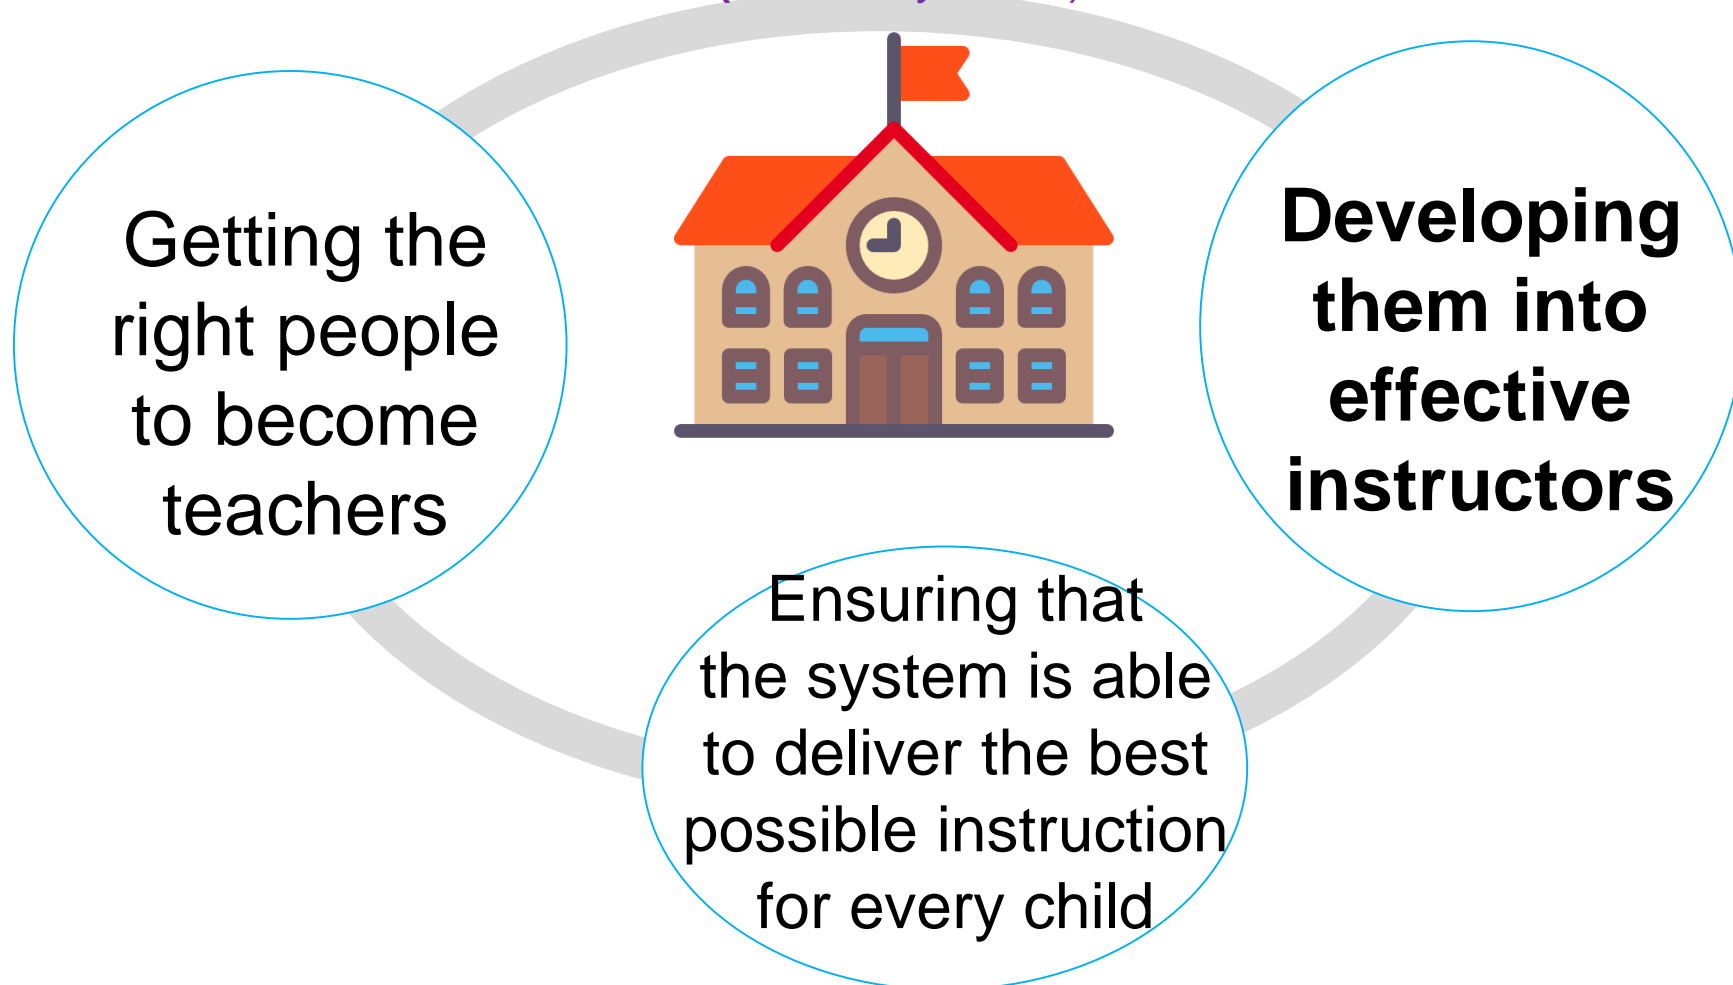 Getting the
right people
to become
teachers
Developing
them into
effective
instructors
Ensuring that
the system is able
to deliver the best
possible instruction
for every child